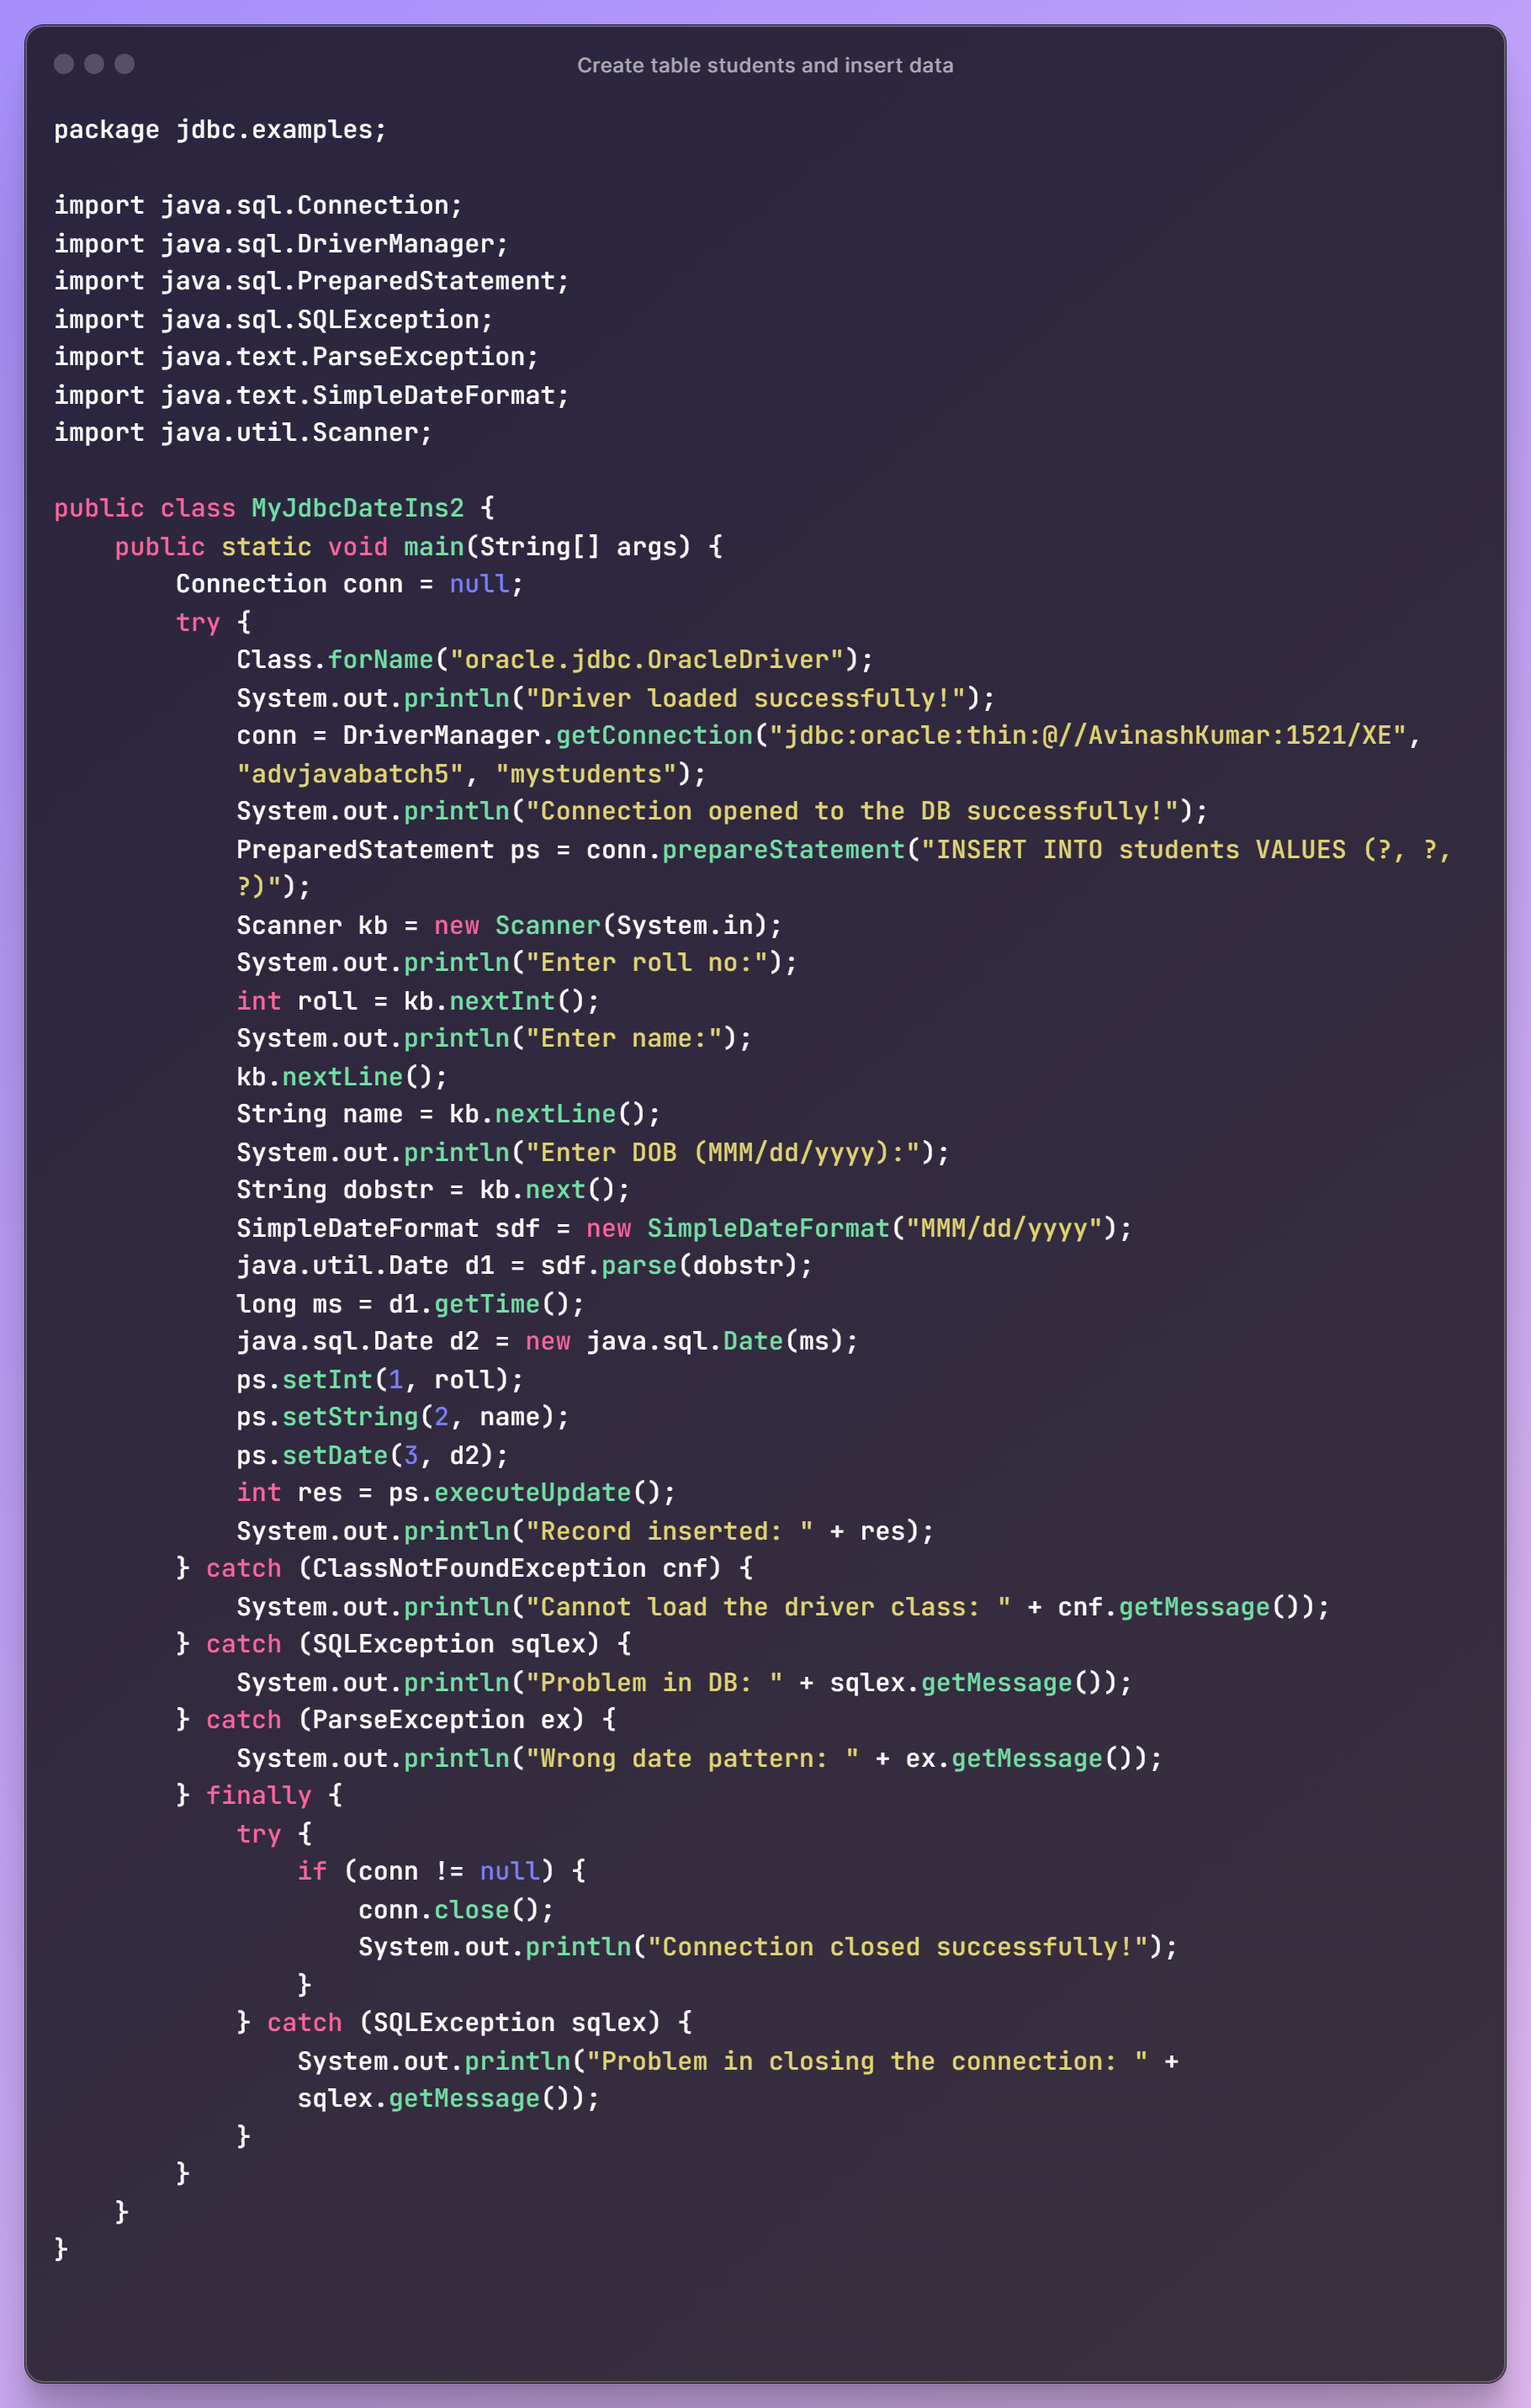 Create table students and insert data
package jdbc.examples;
import java.sql.Connection;
import java.sql.DriverManager;
import java.sql.PreparedStatement;
import java.sql.SQLException;
import java.text.ParseException;
import java.text.SimpleDateFormat;
import java.util.Scanner;
public class MyJdbcDateIns2 {
    public static void main(String[] args) {
        Connection conn = null;
        try {
            Class.forName("oracle.jdbc.OracleDriver");
            System.out.println("Driver loaded successfully!");
            conn = DriverManager.getConnection("jdbc:oracle:thin:@//AvinashKumar:1521/XE",
            "advjavabatch5", "mystudents");
            System.out.println("Connection opened to the DB successfully!");
            PreparedStatement ps = conn.prepareStatement("INSERT INTO students VALUES (?, ?,
            ?)");
            Scanner kb = new Scanner(System.in);
            System.out.println("Enter roll no:");
            int roll = kb.nextInt();
            System.out.println("Enter name:");
            kb.nextLine();
            String name = kb.nextLine();
            System.out.println("Enter DOB (MMM/dd/yyyy):");
            String dobstr = kb.next();
            SimpleDateFormat sdf = new SimpleDateFormat("MMM/dd/yyyy");
            java.util.Date d1 = sdf.parse(dobstr);
            long ms = d1.getTime();
            java.sql.Date d2 = new java.sql.Date(ms);
            ps.setInt(1, roll);
            ps.setString(2, name);
            ps.setDate(3, d2);
            int res = ps.executeUpdate();
            System.out.println("Record inserted: " + res);
        } catch (ClassNotFoundException cnf) {
            System.out.println("Cannot load the driver class: " + cnf.getMessage());
        } catch (SQLException sqlex) {
            System.out.println("Problem in DB: " + sqlex.getMessage());
        } catch (ParseException ex) {
            System.out.println("Wrong date pattern: " + ex.getMessage());
        } finally {
            try {
                if (conn != null) {
                    conn.close();
                    System.out.println("Connection closed successfully!");
                }
            } catch (SQLException sqlex) {
                System.out.println("Problem in closing the connection: " +
                sqlex.getMessage());
            }
        }
    }
}